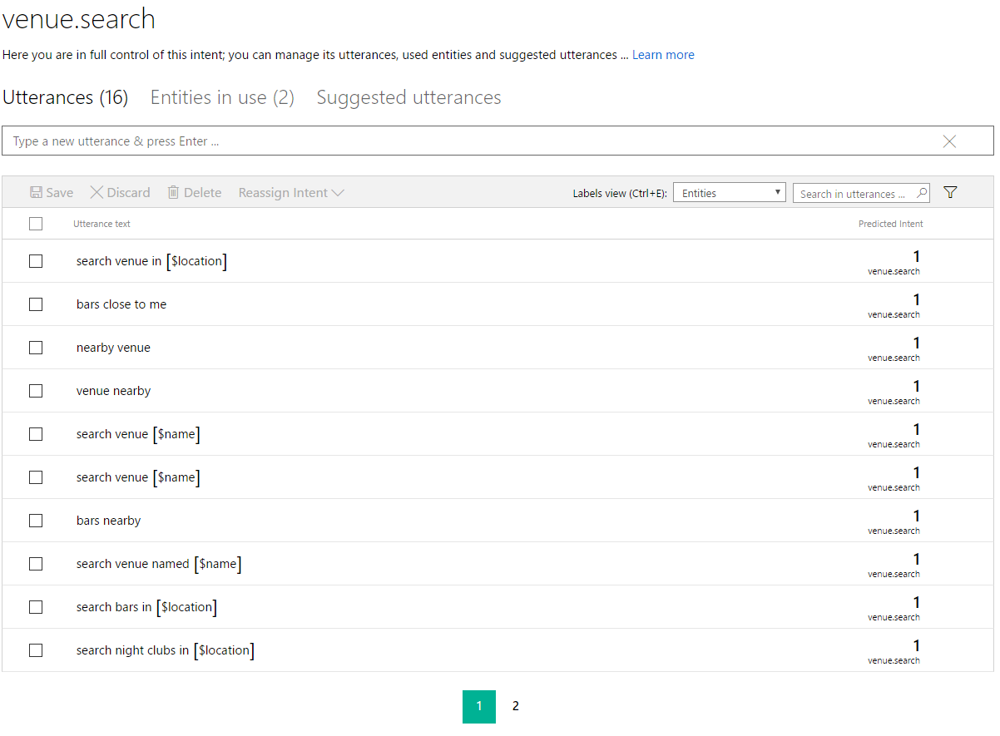 venue.search
Here you are in full control of this intent; you can manage its utterances, used entities and suggested utterances ... Learn more
Utterances (16) Entities in use (2) Suggested utterances
Type a new utterance & press Enter ...
Save Discard Delete Reassign Intent Labels view (Ctrl+E): Entities Search in utterances ...
Utterance text Predicted Intent
search venue in [$location] 1
venue.search
bars close to me 1
venue.search
nearby venue 1
venue.search
venue nearby 1
venue.search
search venue [$name] 1
venue.search
search venue [$name] 1
venue.search
bars nearby 1
venue.search
search venue named [$name] 1
venue.search
search bars in [$location] 1
venue.search
search night clubs in [$location] 1
venue.search
1 2